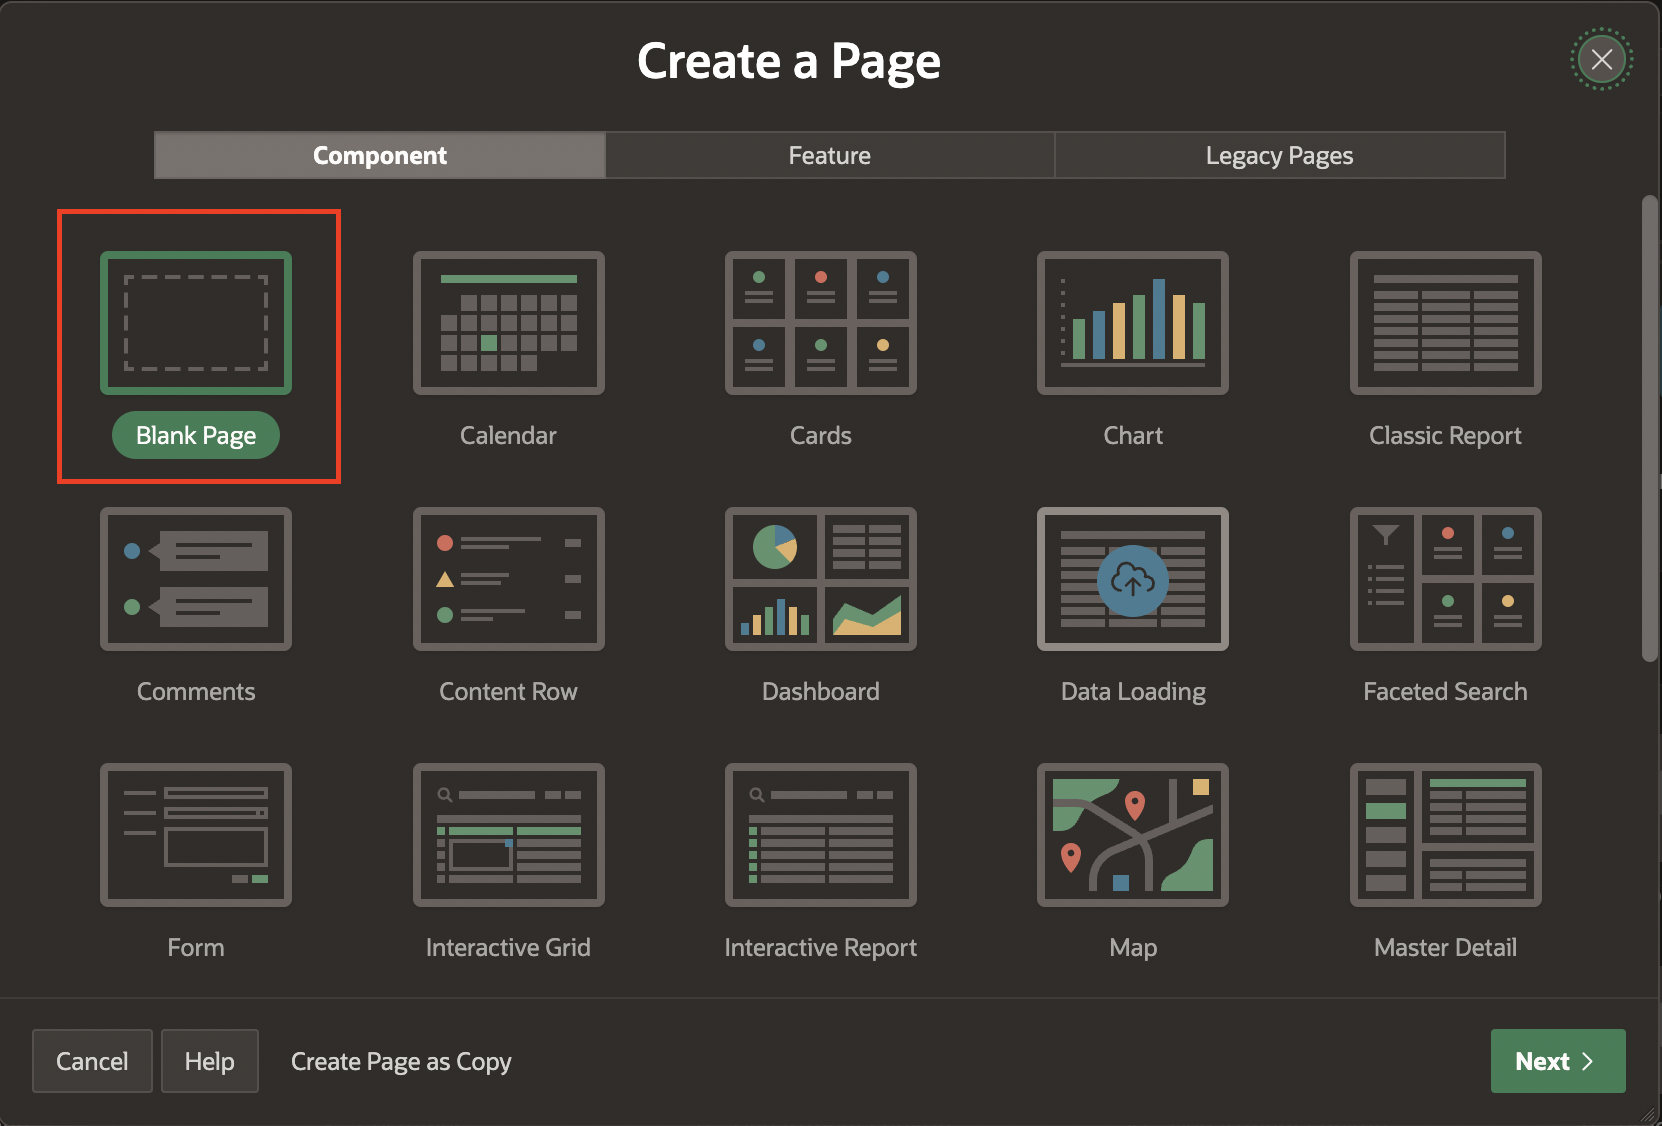 Create a Page
Component Feature Legacy Pages
Blank Page Calendar Cards Chart Classic Report
Comments Content Row Dashboard Data Loading Faceted Search
Form Interactive Grid Interactive Report Map Master Detail
Cancel Help Create Page as Copy Next